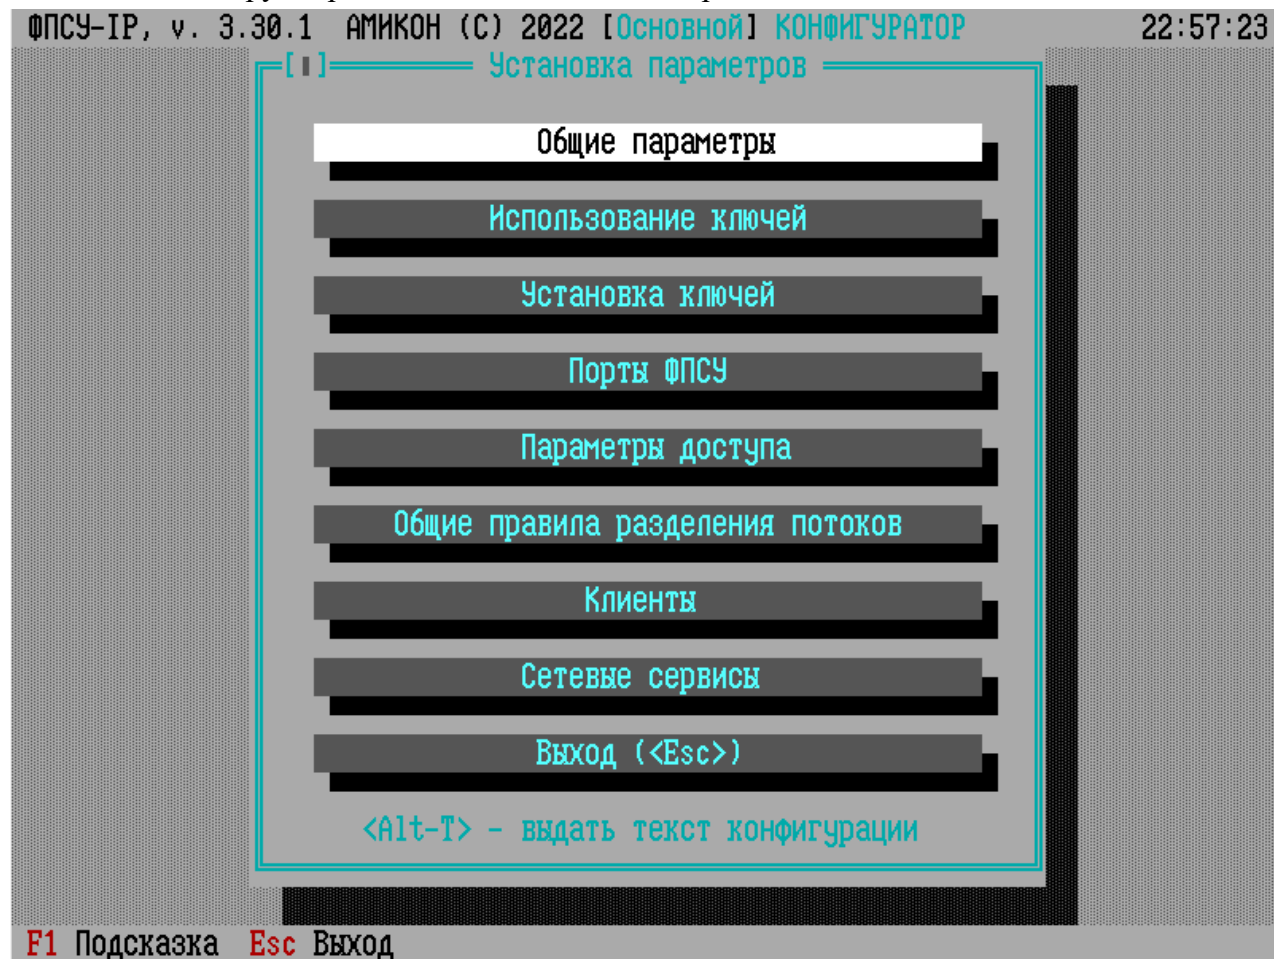 ФПСУ-IP, v. 3.30.1 АМИКОН (C) 2022 [Основной] КОНФИГУРАТОР 22:57:23
Установка параметров
Общие параметры
Использование ключей
Установка ключей
Порты ФПСУ
Параметры доступа
Общие правила разделения потоков
Клиенты
Сетевые сервисы
Выход (<Esc>)
<Alt-T> - выдать текст конфигурации
F1 Подсказка Esc Выход